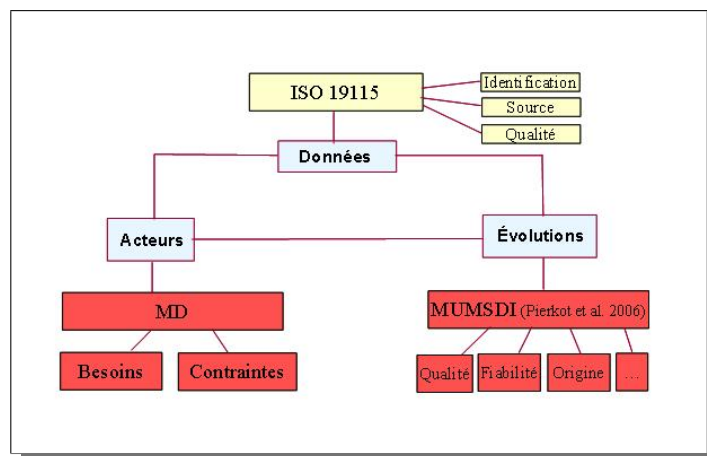 ISO 19115
Identification
Source
Qualité
Données
Acteurs
Évolutions
MD
MUMSDI (Pierkot et al. 2006)
Besoins
Contraintes
Qualité
Fiabilité
Origine
...